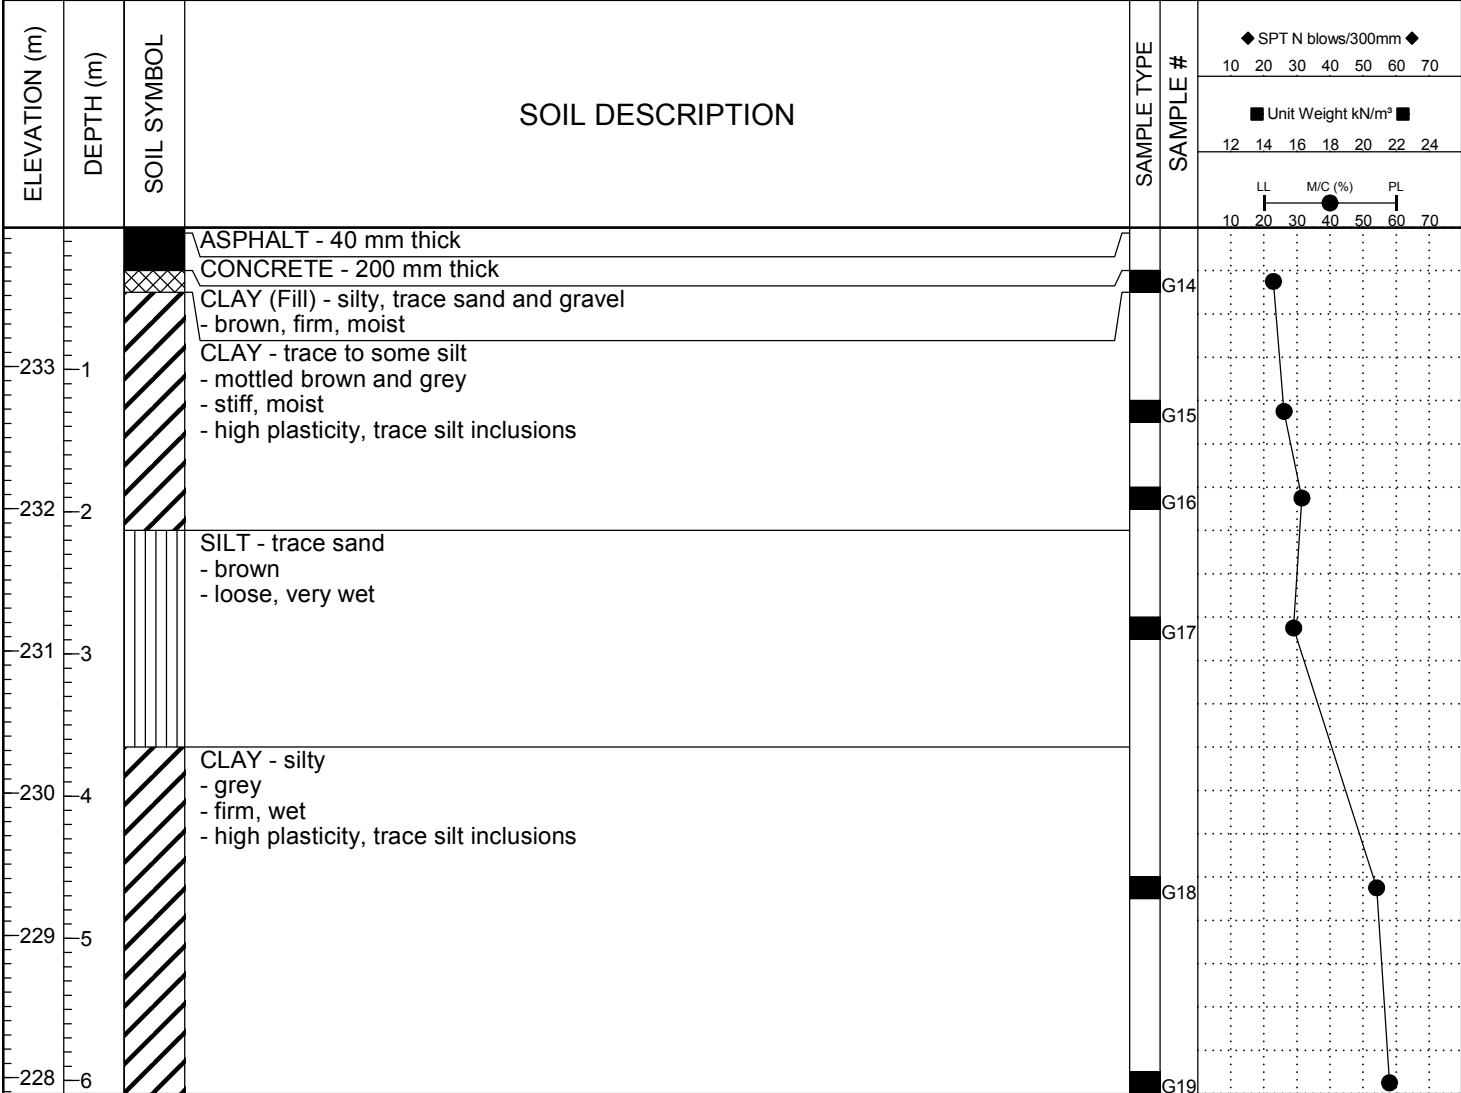 ELEVATION (m)
DEPTH (m)
SOIL SYMBOL
SOIL DESCRIPTION
SAMPLE TYPE
SAMPLE #
◆ SPT N blows/300mm ◆
10 20 30 40 50 60 70
■ Unit Weight kN/m³ ■
12 14 16 18 20 22 24
LL M/C (%) PL
10 20 30 40 50 60 70
ASPHALT - 40 mm thick
CONCRETE - 200 mm thick
G14
CLAY (Fill) - silty, trace sand and gravel
- brown, firm, moist
CLAY - trace to some silt
233 1
- mottled brown and grey
- stiff, moist
G15
- high plasticity, trace silt inclusions
G16
232 2
SILT - trace sand
- brown
- loose, very wet
G17
231 3
CLAY - silty
- grey
230 4
- firm, wet
- high plasticity, trace silt inclusions
G18
229 5
228 6
G19